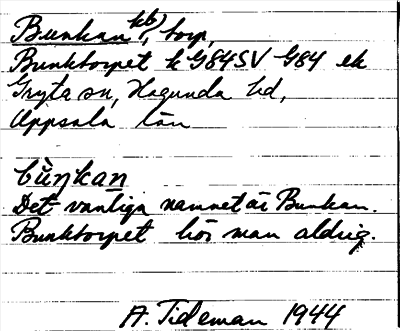 Bunkan kb), torp,
Bunktorpet k G84SV G84 ek
Gryta sn, Hagunda hd,
Uppsala län
bùŋkan
Det vanliga namnet är Bunkan.
Bunktorpet hör man aldrig.
A. Tideman 1944